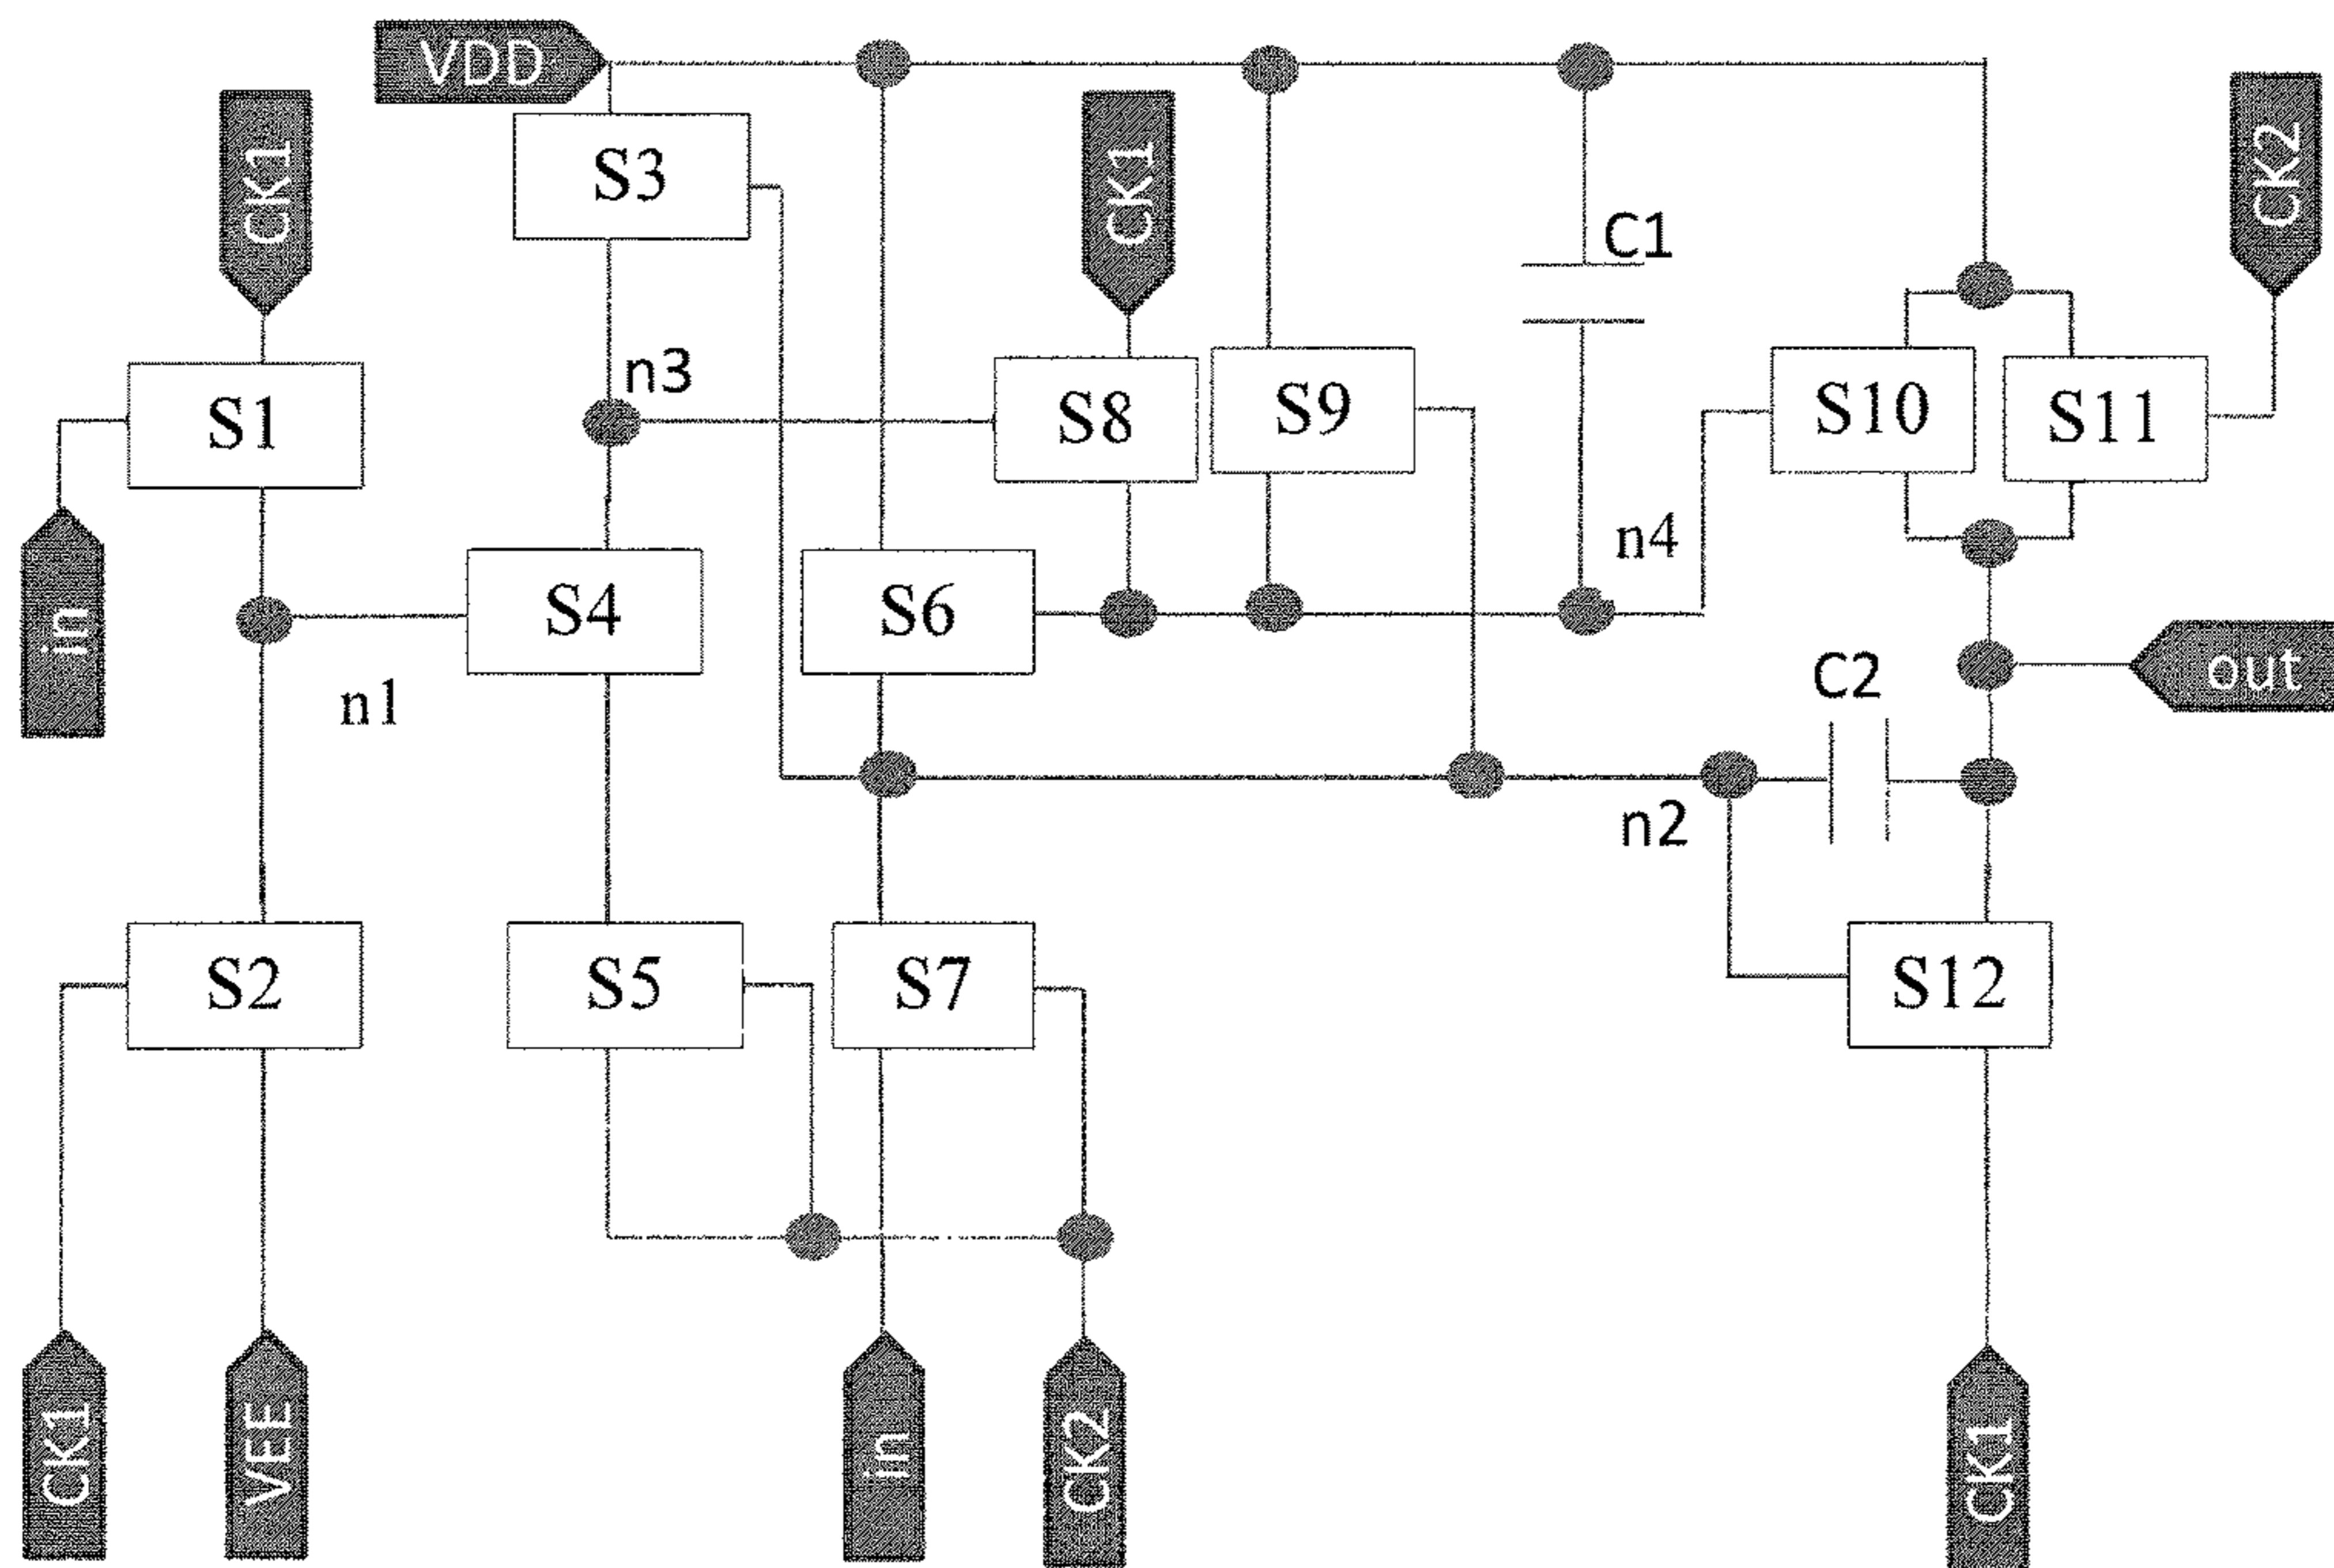 VDD
CK1
S3
CK1
CK2
C1
n3
S1
S8
S9
S10
S11
in
n4
S4
S6
n1
C2
out
n2
S2
S5
S7
S12
CK1
VEE
in
CK2
CK1